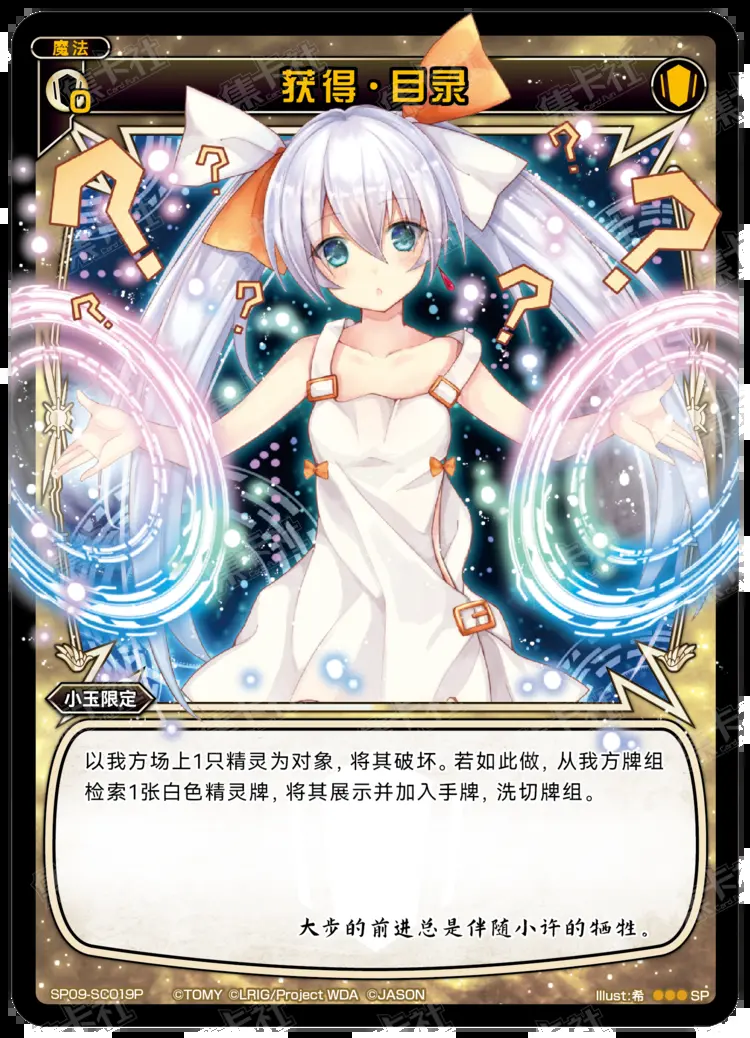 魔法
0
获得·目录
小玉限定
以我方场上1只精灵为对象，将其破坏。若如此做，从我方牌组
检索1张白色精灵牌，将其展示并加入手牌，洗切牌组。
大步的前进总是伴随小许的牺牲。
SP09-SC019P ©TOMY ©LRIG/Project WDA ©JASON Illust:希 SP